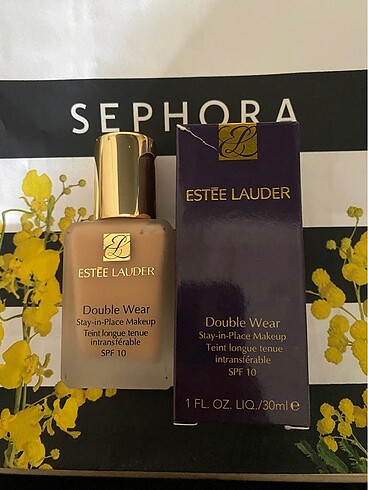 SEPHORA
ESTĒE LAUDER
Double Wear
Stay-in-Place Makeup
Teint longue tenue
intransférable
SPF 10
ESTĒE LAUDER
Double Wear
Stay-in-Place Makeup
Teint longue tenue
intransférable
SPF 10
1 FL. OZ. LIQ./30ml e